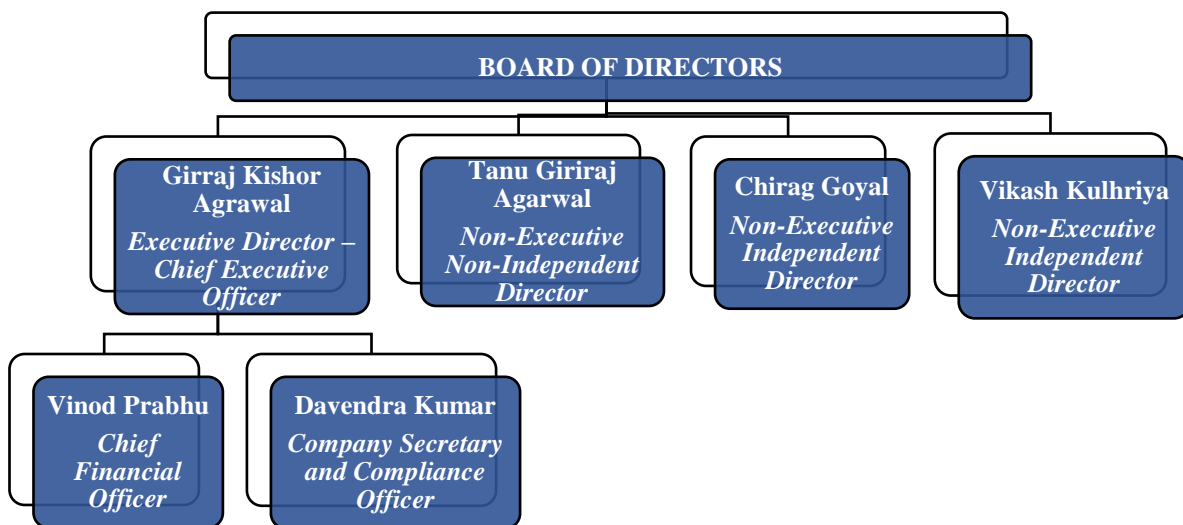 BOARD OF DIRECTORS
Girraj Kishor
Agrawal
Executive Director –
Chief Executive
Officer
Tanu Giriraj
Agarwal
Non-Executive
Non-Independent
Director
Chirag Goyal
Non-Executive
Independent
Director
Vikash Kulhriya
Non-Executive
Independent
Director
Vinod Prabhu
Chief
Financial
Officer
Davendra Kumar
Company Secretary
and Compliance
Officer